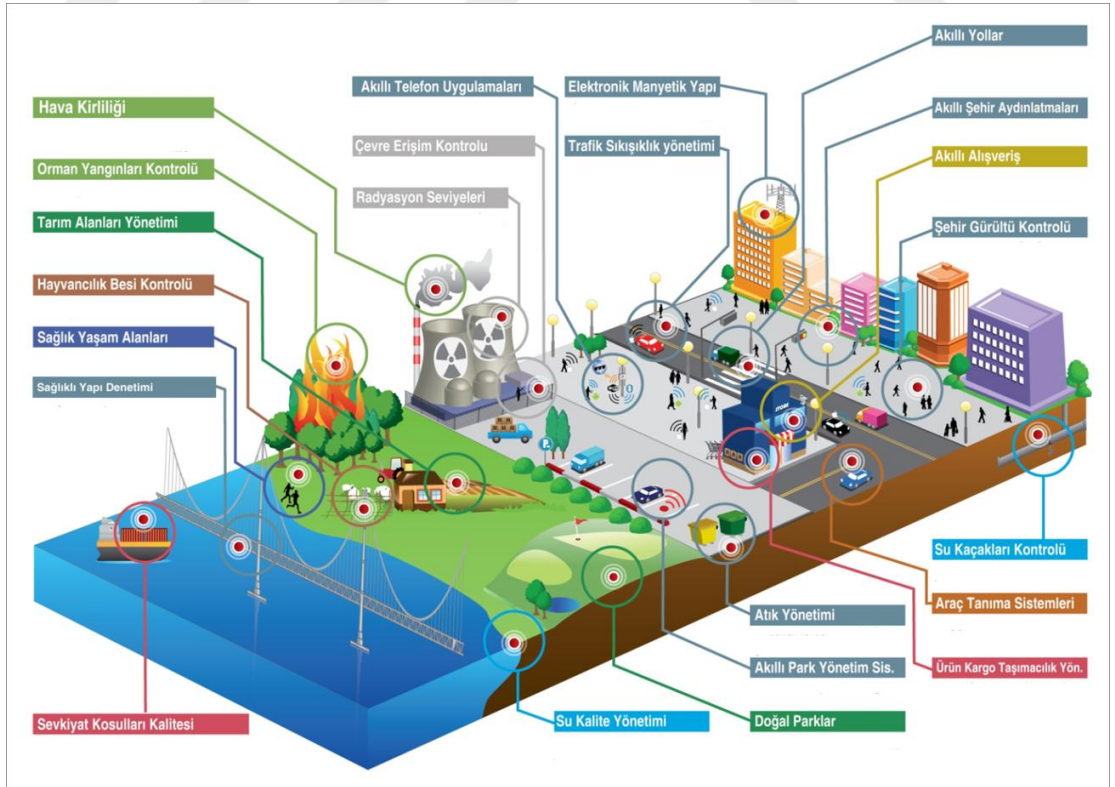 Hava Kirliliği
Orman Yangınları Kontrolü
Tarım Alanları Yönetimi
Hayvancılık Besi Kontrolü
Sağlık Yaşam Alanları
Sağlıklı Yapı Denetimi
Sevkiyat Kosulları Kalitesi
Akıllı Telefon Uygulamaları
Çevre Erişim Kontrolu
Radyasyon Seviyeleri
Elektronik Manyetik Yapı
Trafik Sıkışıklık yönetimi
Akıllı Yollar
Akıllı Şehir Aydınlatmaları
Akıllı Alışveriş
Şehir Gürültü Kontrolü
STORE
P
Su Kaçakları Kontrolü
Araç Tanıma Sistemleri
Ürün Kargo Taşımacılık Yön.
Atık Yönetimi
Akıllı Park Yönetim Sis.
Doğal Parklar
Su Kalite Yönetimi